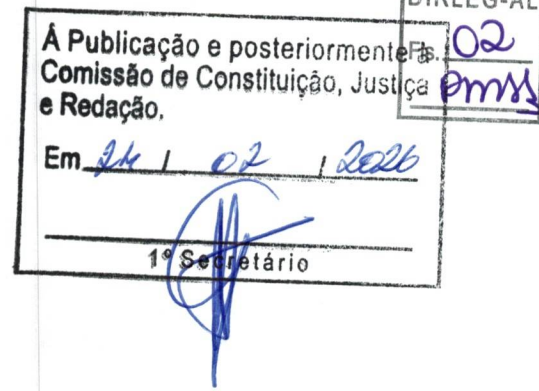 DIRLEG-AL
Fls. 02
Á Publicação e posteriormente à
Comissão de Constituição, Justiça
e Redação.
Em 24 / 02 / 2026
1º Secretário